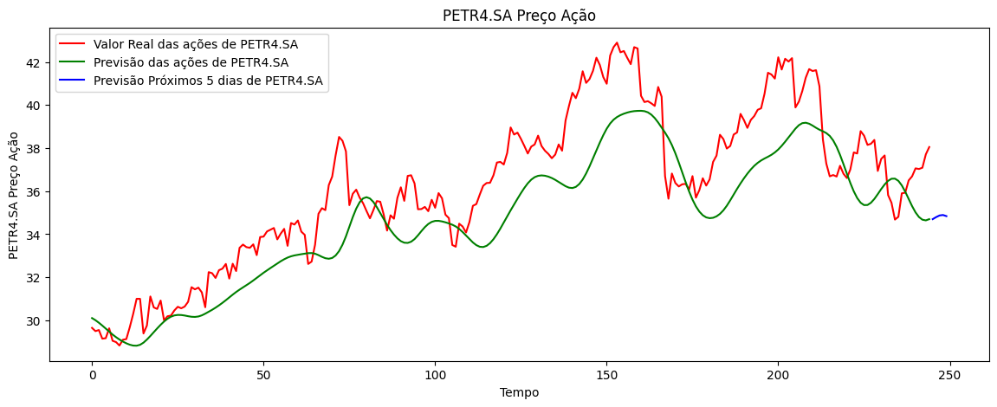 PETR4.SA Preço Ação
Valor Real das ações de PETR4.SA
Previsão das ações de PETR4.SA
Previsão Próximos 5 dias de PETR4.SA
PETR4.SA Preço Ação
42
40
38
36
34
32
30
0
50
100
150
200
250
Tempo